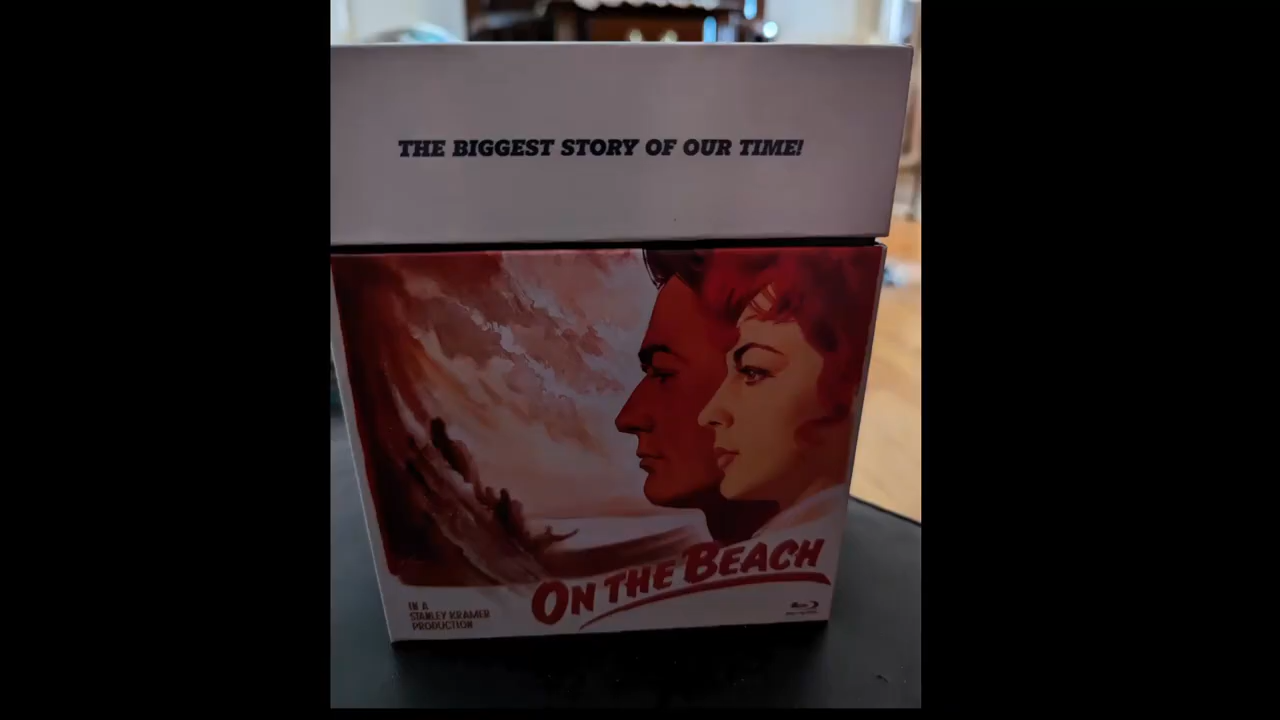 THE BIGGEST STORY OF OUR TIME!
ON THE BEACH
IN A
STANLEY KRAMER
PRODUCTION